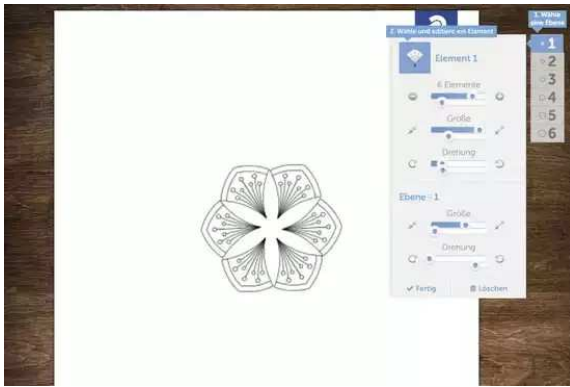 1. Wähle
eine Ebene
2. Wähle und editiere ein Element
Element 1
6 Elemente
Größe
Drehung
Ebene - 1
Größe
Drehung
Fertig
Löschen
1
2
3
4
5
6